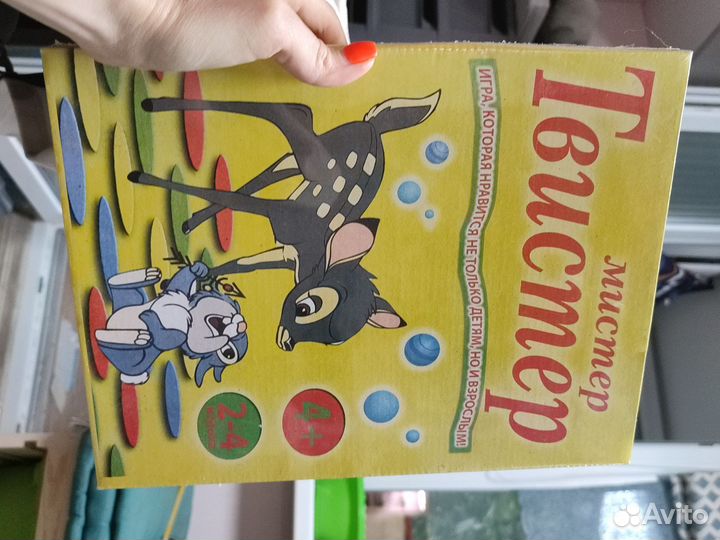 мистер
Твистер
ИГРА, КОТОРАЯ НРАВИТСЯ НЕ ТОЛЬКО ДЕТЯМ, НО И ВЗРОСЛЫМ!
4+
2-4
Avito